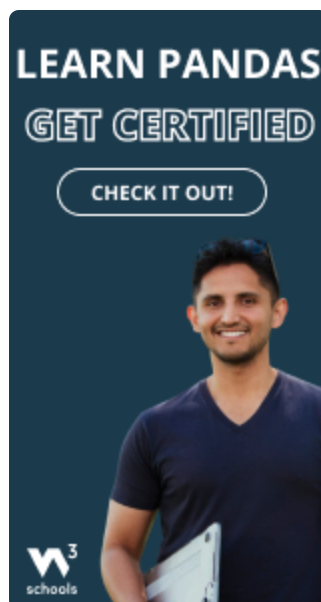 LEARN PANDAS
GET CERTIFIED
CHECK IT OUT!
W3
schools